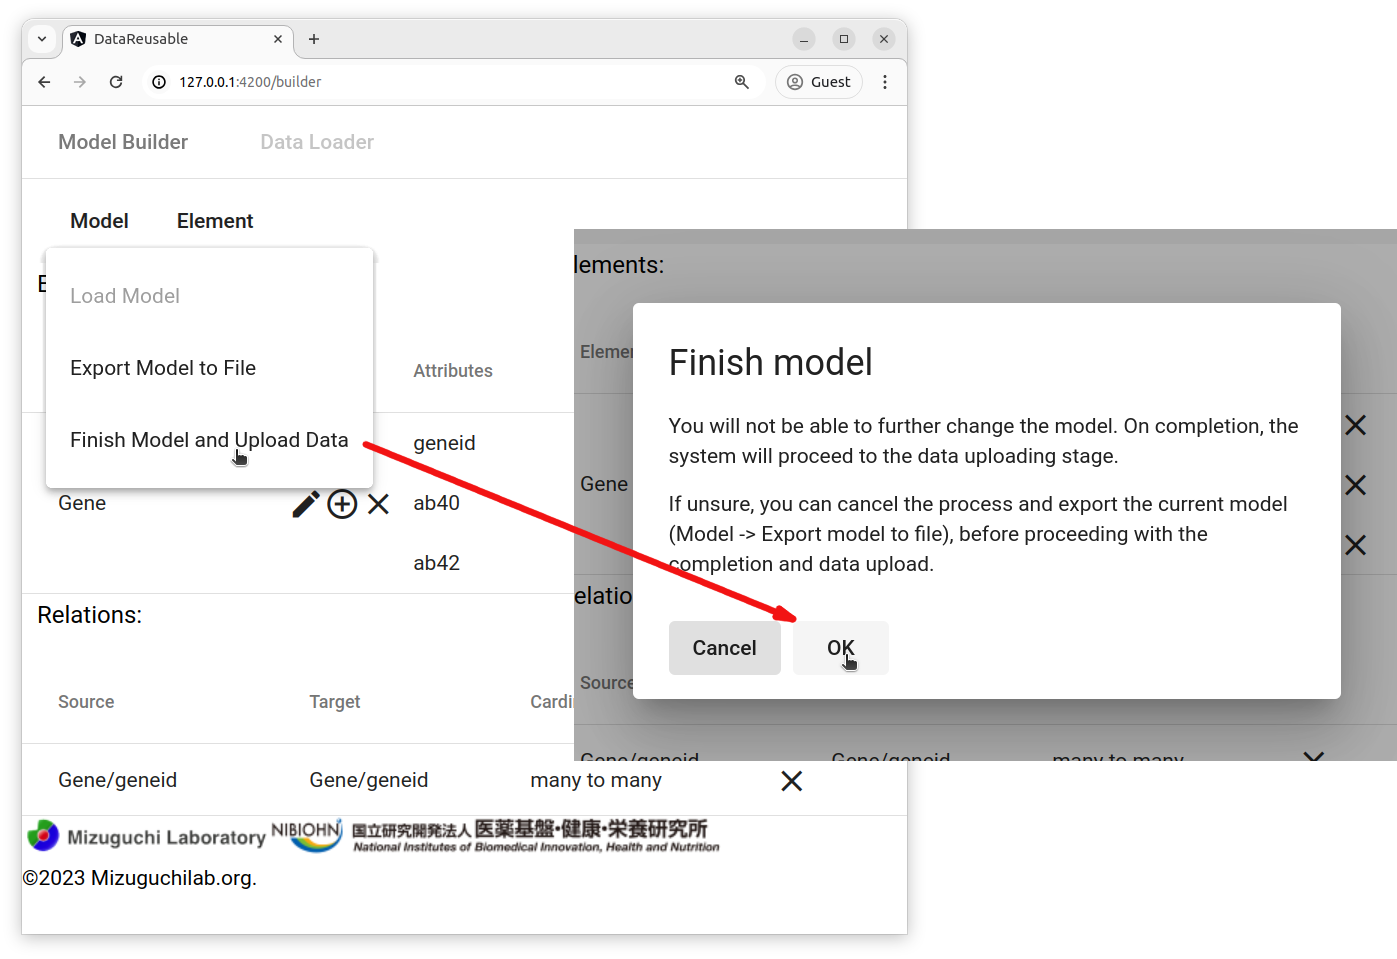 DataReusable
127.0.0.1:4200/builder
Guest
Model Builder Data Loader
Model Element
E
Load Model
Export Model to File
Finish Model and Upload Data
Attributes
geneid
Gene ab40
ab42
Relations:
Source Target Cardi
Gene/geneid Gene/geneid many to many
Mizuguchi Laboratory NIBIOHN 国立研究開発法人 医薬基盤・健康・栄養研究所
National Institutes of Biomedical Innovation, Health and Nutrition
©2023 Mizuguchilab.org.
lements:
Elemen
Gene
elatio
Source
Gene/geneid Gene/geneid many to many
Finish model
You will not be able to further change the model. On completion, the
system will proceed to the data uploading stage.
If unsure, you can cancel the process and export the current model
(Model -> Export model to file), before proceeding with the
completion and data upload.
Cancel OK